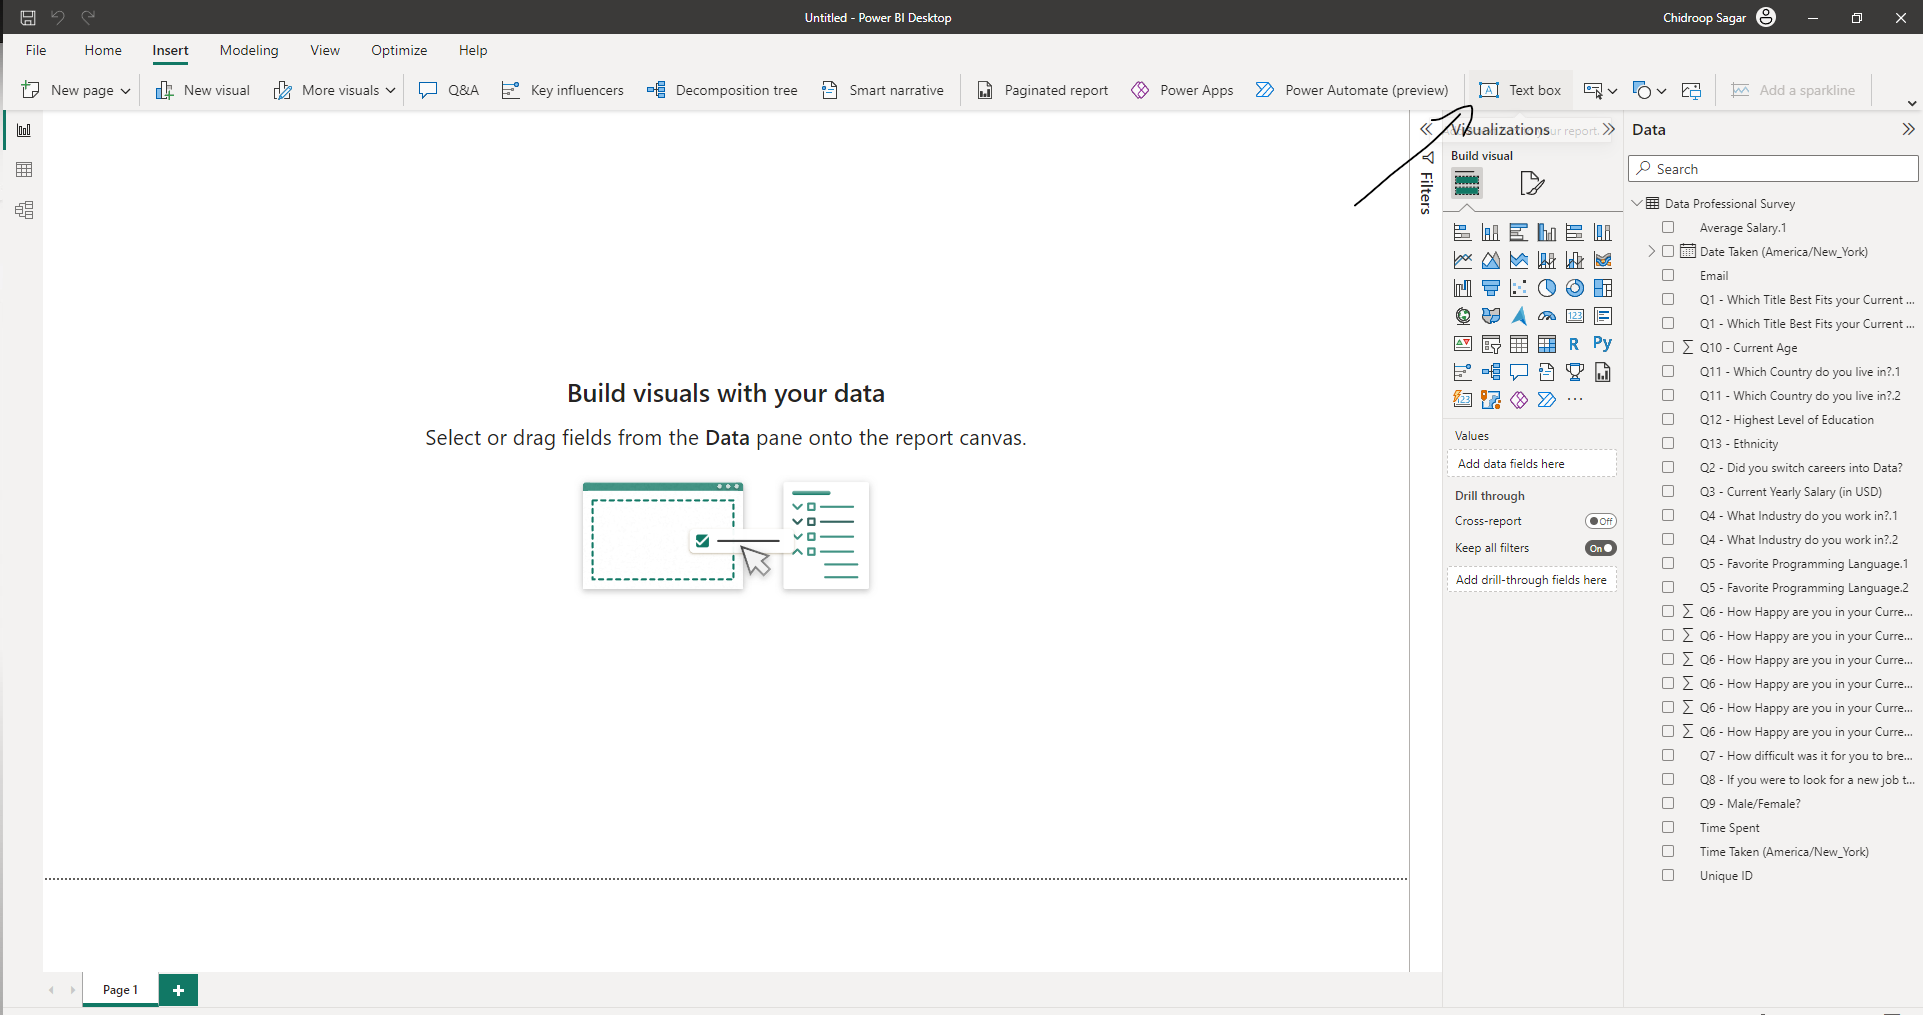 Untitled - Power BI Desktop
Chidroop Sagar
File Home Insert Modeling View Optimize Help
New page New visual More visuals Q&A Key influencers Decomposition tree Smart narrative Paginated report Power Apps Power Automate (preview) Text box Add a sparkline
Filters
Visualizations
Build visual
123
R Py
123
Values
Add data fields here
Drill through
Cross-report Off
Keep all filters On
Add drill-through fields here
Data
Search
Data Professional Survey
Average Salary.1
Date Taken (America/New_York)
Email
Q1 - Which Title Best Fits your Current ...
Q1 - Which Title Best Fits your Current ...
Q10 - Current Age
Q11 - Which Country do you live in?.1
Q11 - Which Country do you live in?.2
Q12 - Highest Level of Education
Q13 - Ethnicity
Q2 - Did you switch careers into Data?
Q3 - Current Yearly Salary (in USD)
Q4 - What Industry do you work in?.1
Q4 - What Industry do you work in?.2
Q5 - Favorite Programming Language.1
Q5 - Favorite Programming Language.2
Q6 - How Happy are you in your Curre...
Q6 - How Happy are you in your Curre...
Q6 - How Happy are you in your Curre...
Q6 - How Happy are you in your Curre...
Q6 - How Happy are you in your Curre...
Q6 - How Happy are you in your Curre...
Q7 - How difficult was it for you to bre...
Q8 - If you were to look for a new job t...
Q9 - Male/Female?
Time Spent
Time Taken (America/New_York)
Unique ID
Build visuals with your data
Select or drag fields from the Data pane onto the report canvas.
Page 1